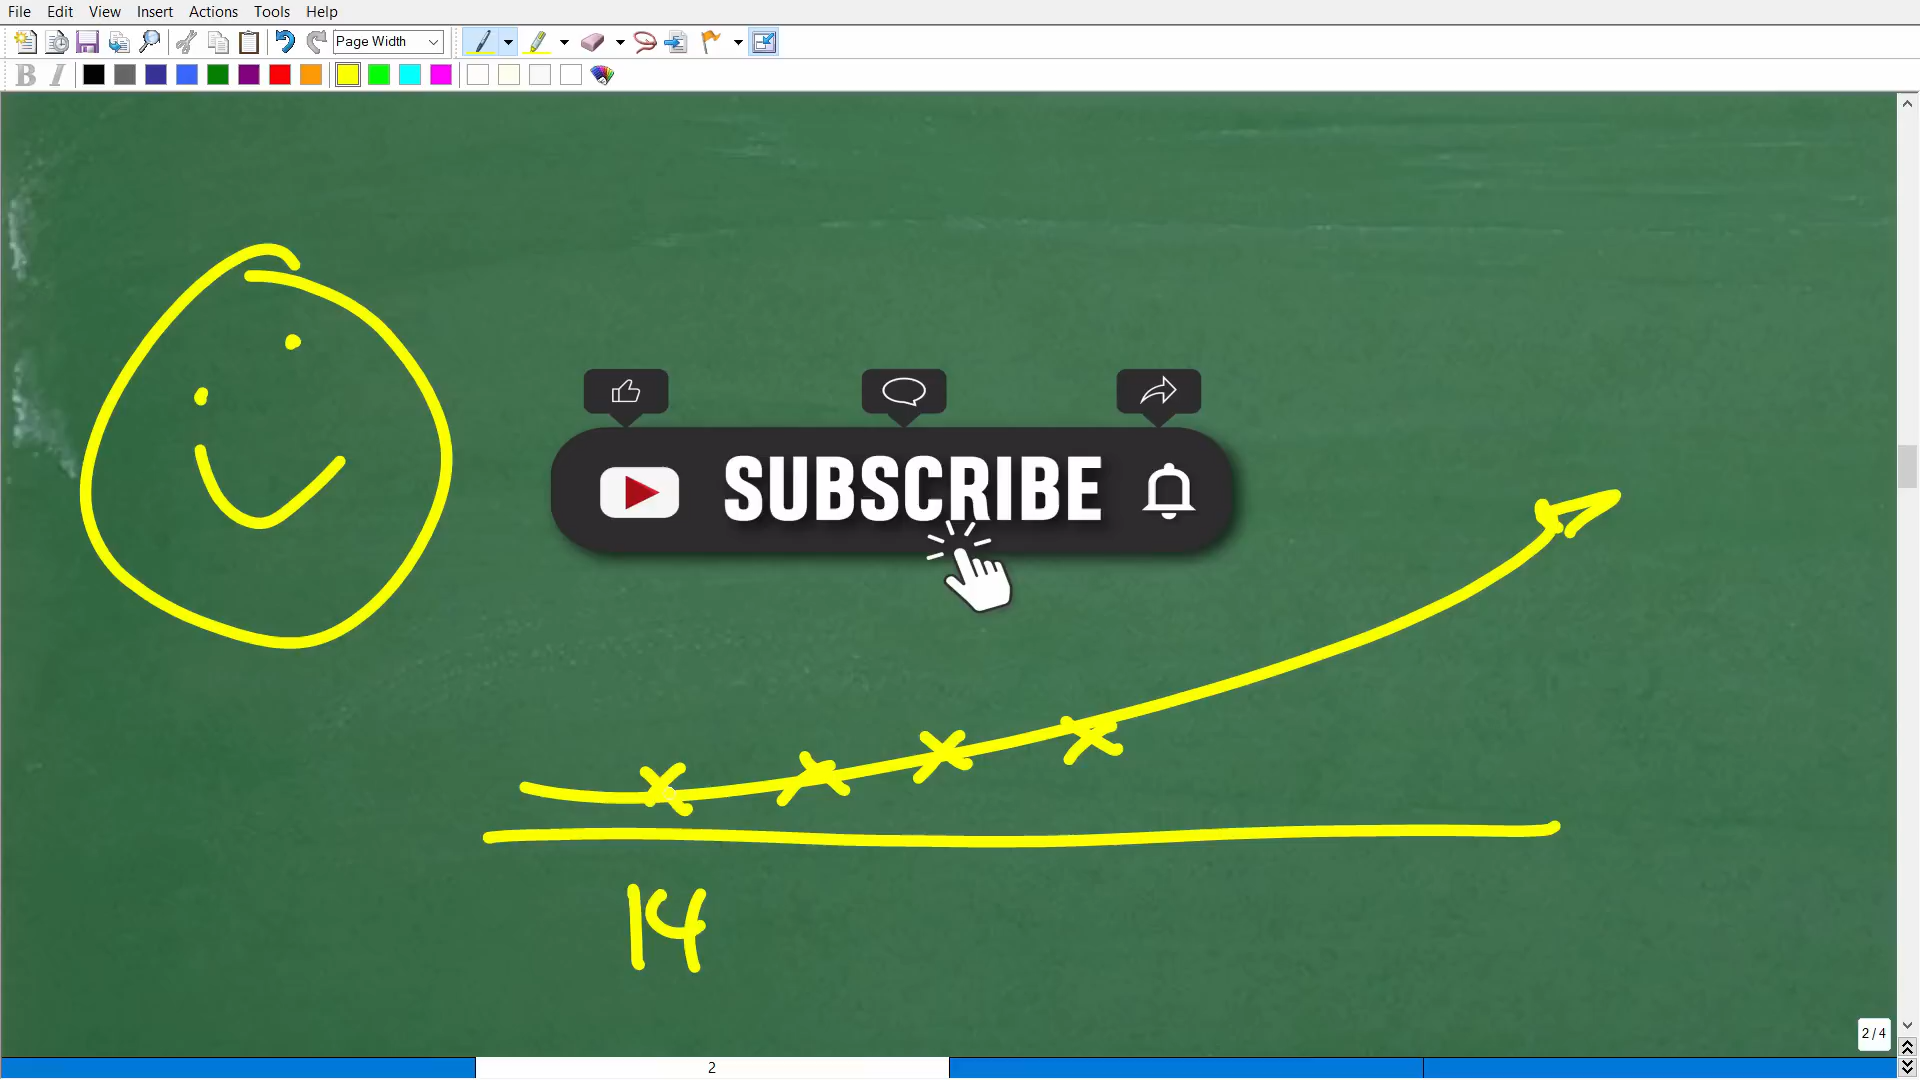 File Edit View Insert Actions Tools Help
Page Width
B I
SUBSCRIBE
14
2 / 4
2